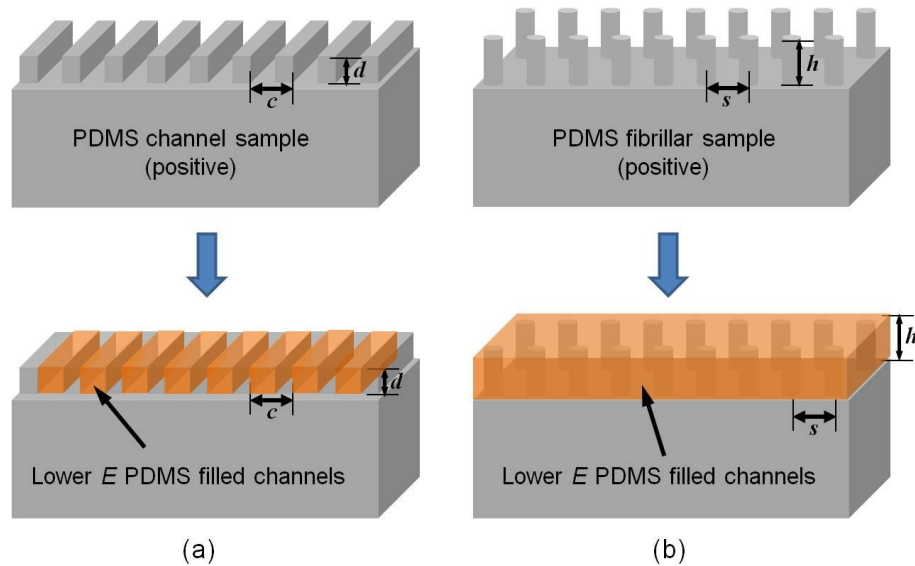 d
c
PDMS channel sample
(positive)
h
s
PDMS fibrillar sample
(positive)
d
c
Lower E PDMS filled channels
(a)
h
s
Lower E PDMS filled channels
(b)